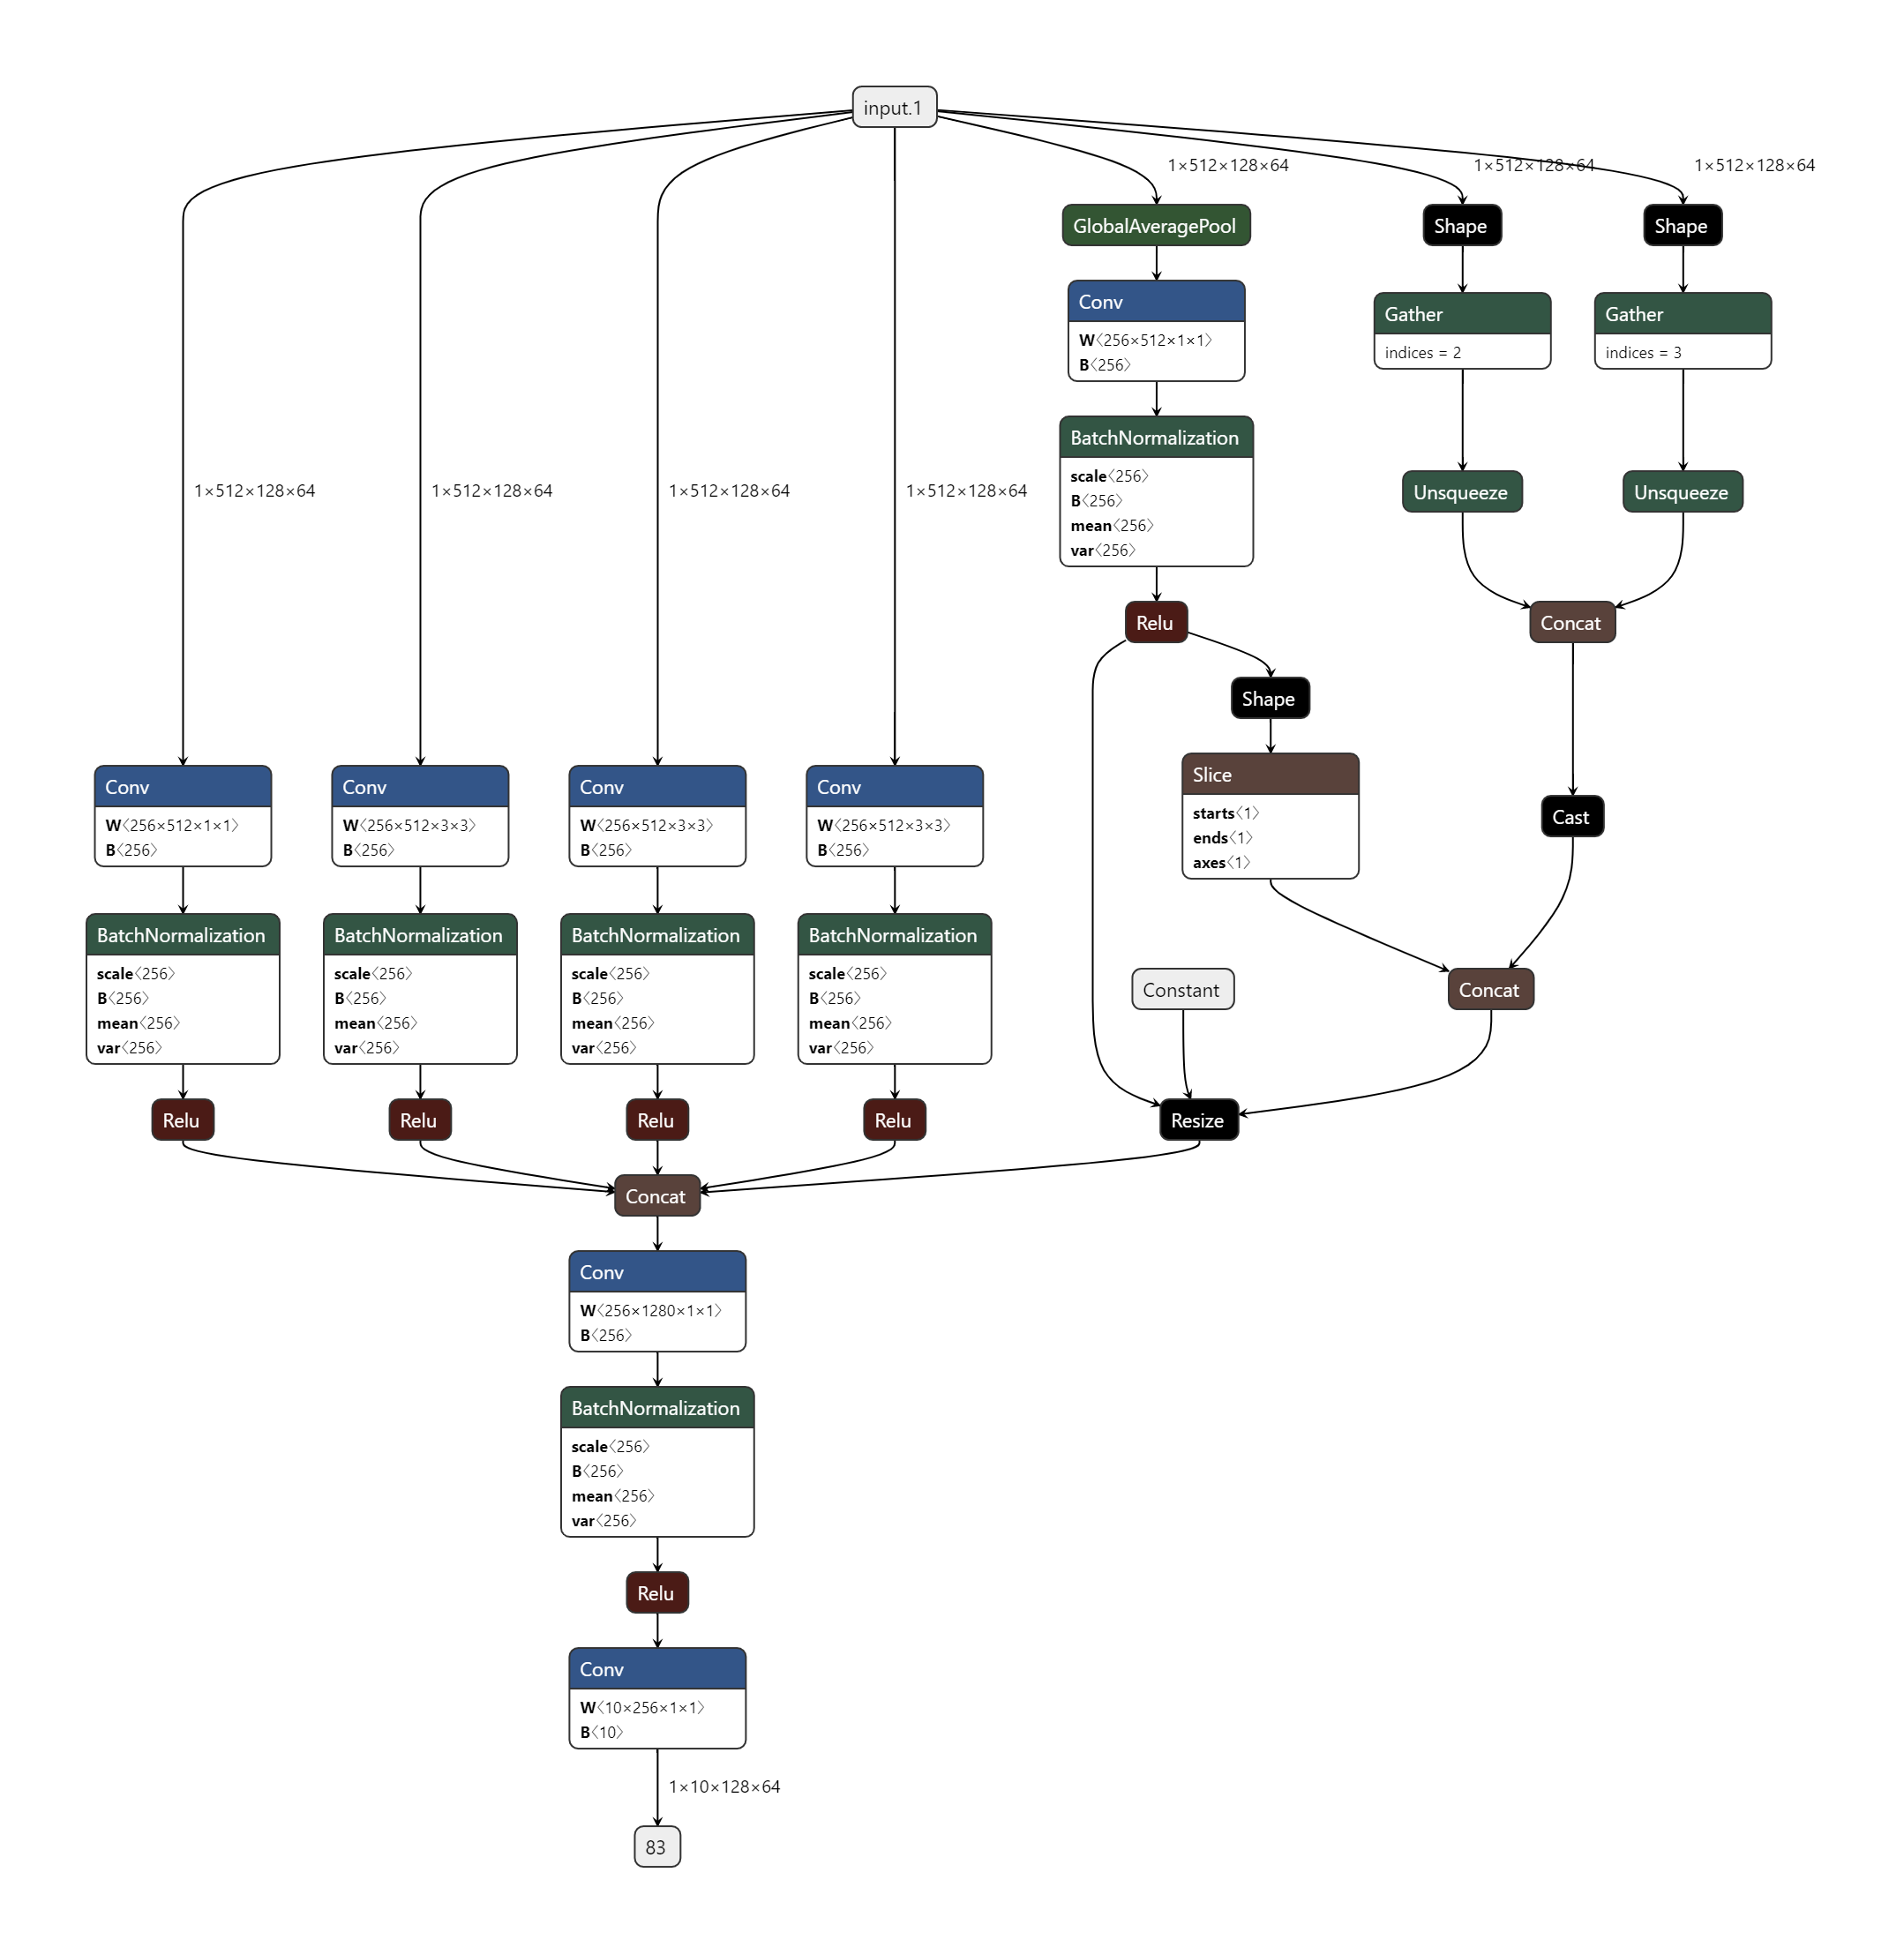 input.1
1×512×128×64
1×512×128×64
1×512×128×64
GlobalAveragePool
Shape
Shape
Conv
W〈256×512×1×1〉
B〈256〉
Gather
indices = 2
Gather
indices = 3
BatchNormalization
scale〈256〉
B〈256〉
mean〈256〉
var〈256〉
1×512×128×64
1×512×128×64
1×512×128×64
1×512×128×64
Unsqueeze
Unsqueeze
Relu
Concat
Shape
Slice
starts〈1〉
ends〈1〉
axes〈1〉
Cast
Conv
W〈256×512×1×1〉
B〈256〉
Conv
W〈256×512×3×3〉
B〈256〉
Conv
W〈256×512×3×3〉
B〈256〉
Conv
W〈256×512×3×3〉
B〈256〉
BatchNormalization
scale〈256〉
B〈256〉
mean〈256〉
var〈256〉
BatchNormalization
scale〈256〉
B〈256〉
mean〈256〉
var〈256〉
BatchNormalization
scale〈256〉
B〈256〉
mean〈256〉
var〈256〉
BatchNormalization
scale〈256〉
B〈256〉
mean〈256〉
var〈256〉
Constant
Concat
Relu
Relu
Relu
Relu
Resize
Concat
Conv
W〈256×1280×1×1〉
B〈256〉
BatchNormalization
scale〈256〉
B〈256〉
mean〈256〉
var〈256〉
Relu
Conv
W〈10×256×1×1〉
B〈10〉
1×10×128×64
83